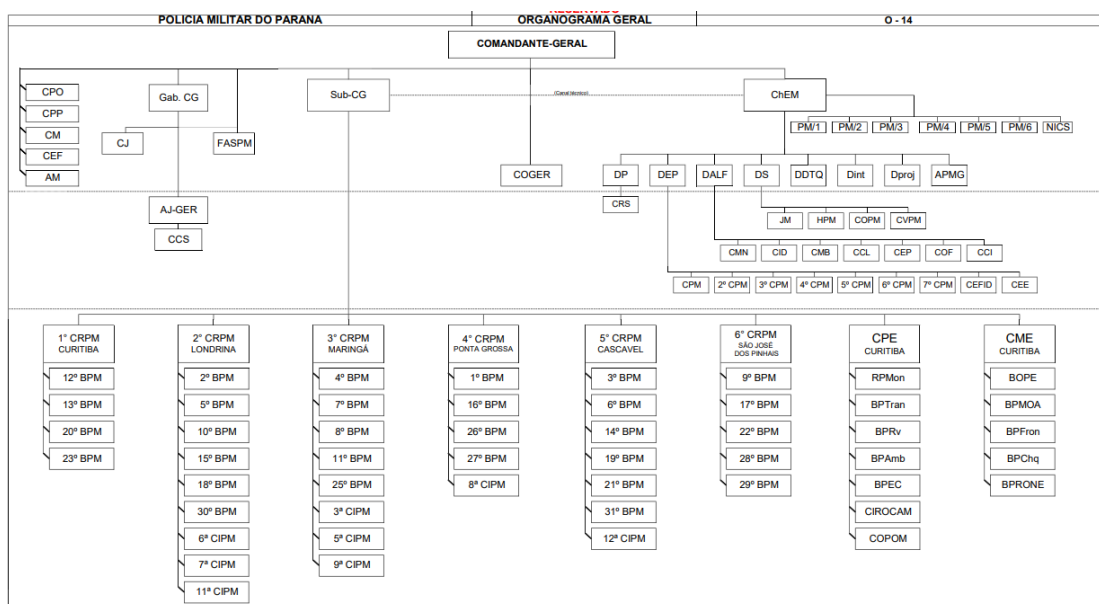 RESERVADO
POLICIA MILITAR DO PARANA
ORGANOGRAMA GERAL
O - 14
COMANDANTE-GERAL
CPO
CPP
CM
CEF
AM
Gab. CG
CJ
FASPM
AJ-GER
CCS
Sub-CG
(Canal técnico)
COGER
ChEM
PM/1 PM/2 PM/3 PM/4 PM/5 PM/6 NICS
DP DEP DALF DS DDTQ Dint Dproj APMG
CRS
JM HPM COPM CVPM
CMN CID CMB CCL CEP COF CCI
CPM 2º CPM 3º CPM 4º CPM 5º CPM 6º CPM 7º CPM CEFID CEE
1° CRPM
CURITIBA
12º BPM
13º BPM
20º BPM
23º BPM
2° CRPM
LONDRINA
2º BPM
5º BPM
10º BPM
15º BPM
18º BPM
30º BPM
6ª CIPM
7ª CIPM
11ª CIPM
3° CRPM
MARINGÁ
4º BPM
7º BPM
8º BPM
11º BPM
25º BPM
3ª CIPM
5ª CIPM
9ª CIPM
4° CRPM
PONTA GROSSA
1º BPM
16º BPM
26º BPM
27º BPM
8ª CIPM
5° CRPM
CASCAVEL
3º BPM
6º BPM
14º BPM
19º BPM
21º BPM
31º BPM
12ª CIPM
6° CRPM
SÃO JOSÉ
DOS PINHAIS
9º BPM
17º BPM
22º BPM
28º BPM
29º BPM
CPE
CURITIBA
RPMon
BPTran
BPRv
BPAmb
BPEC
CIROCAM
COPOM
CME
CURITIBA
BOPE
BPMOA
BPFron
BPChq
BPRONE